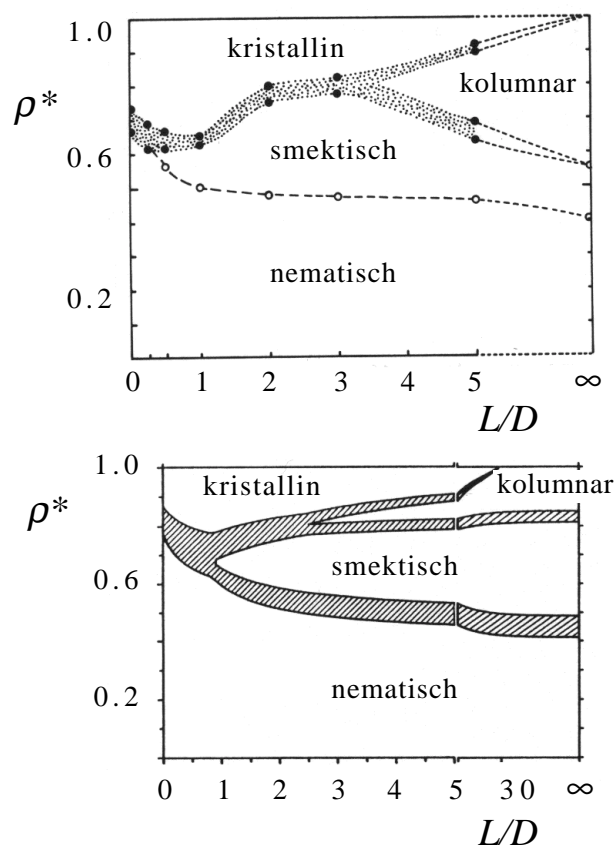 1.0
kristallin
ρ*
kolumnar
0.6
smektisch
nematisch
0.2
0 1 2 3 4 5 ∞
L/D
1.0
kristallin
kolumnar
ρ*
0.6
smektisch
0.2
nematisch
0 1 2 3 4 5 30 ∞
L/D